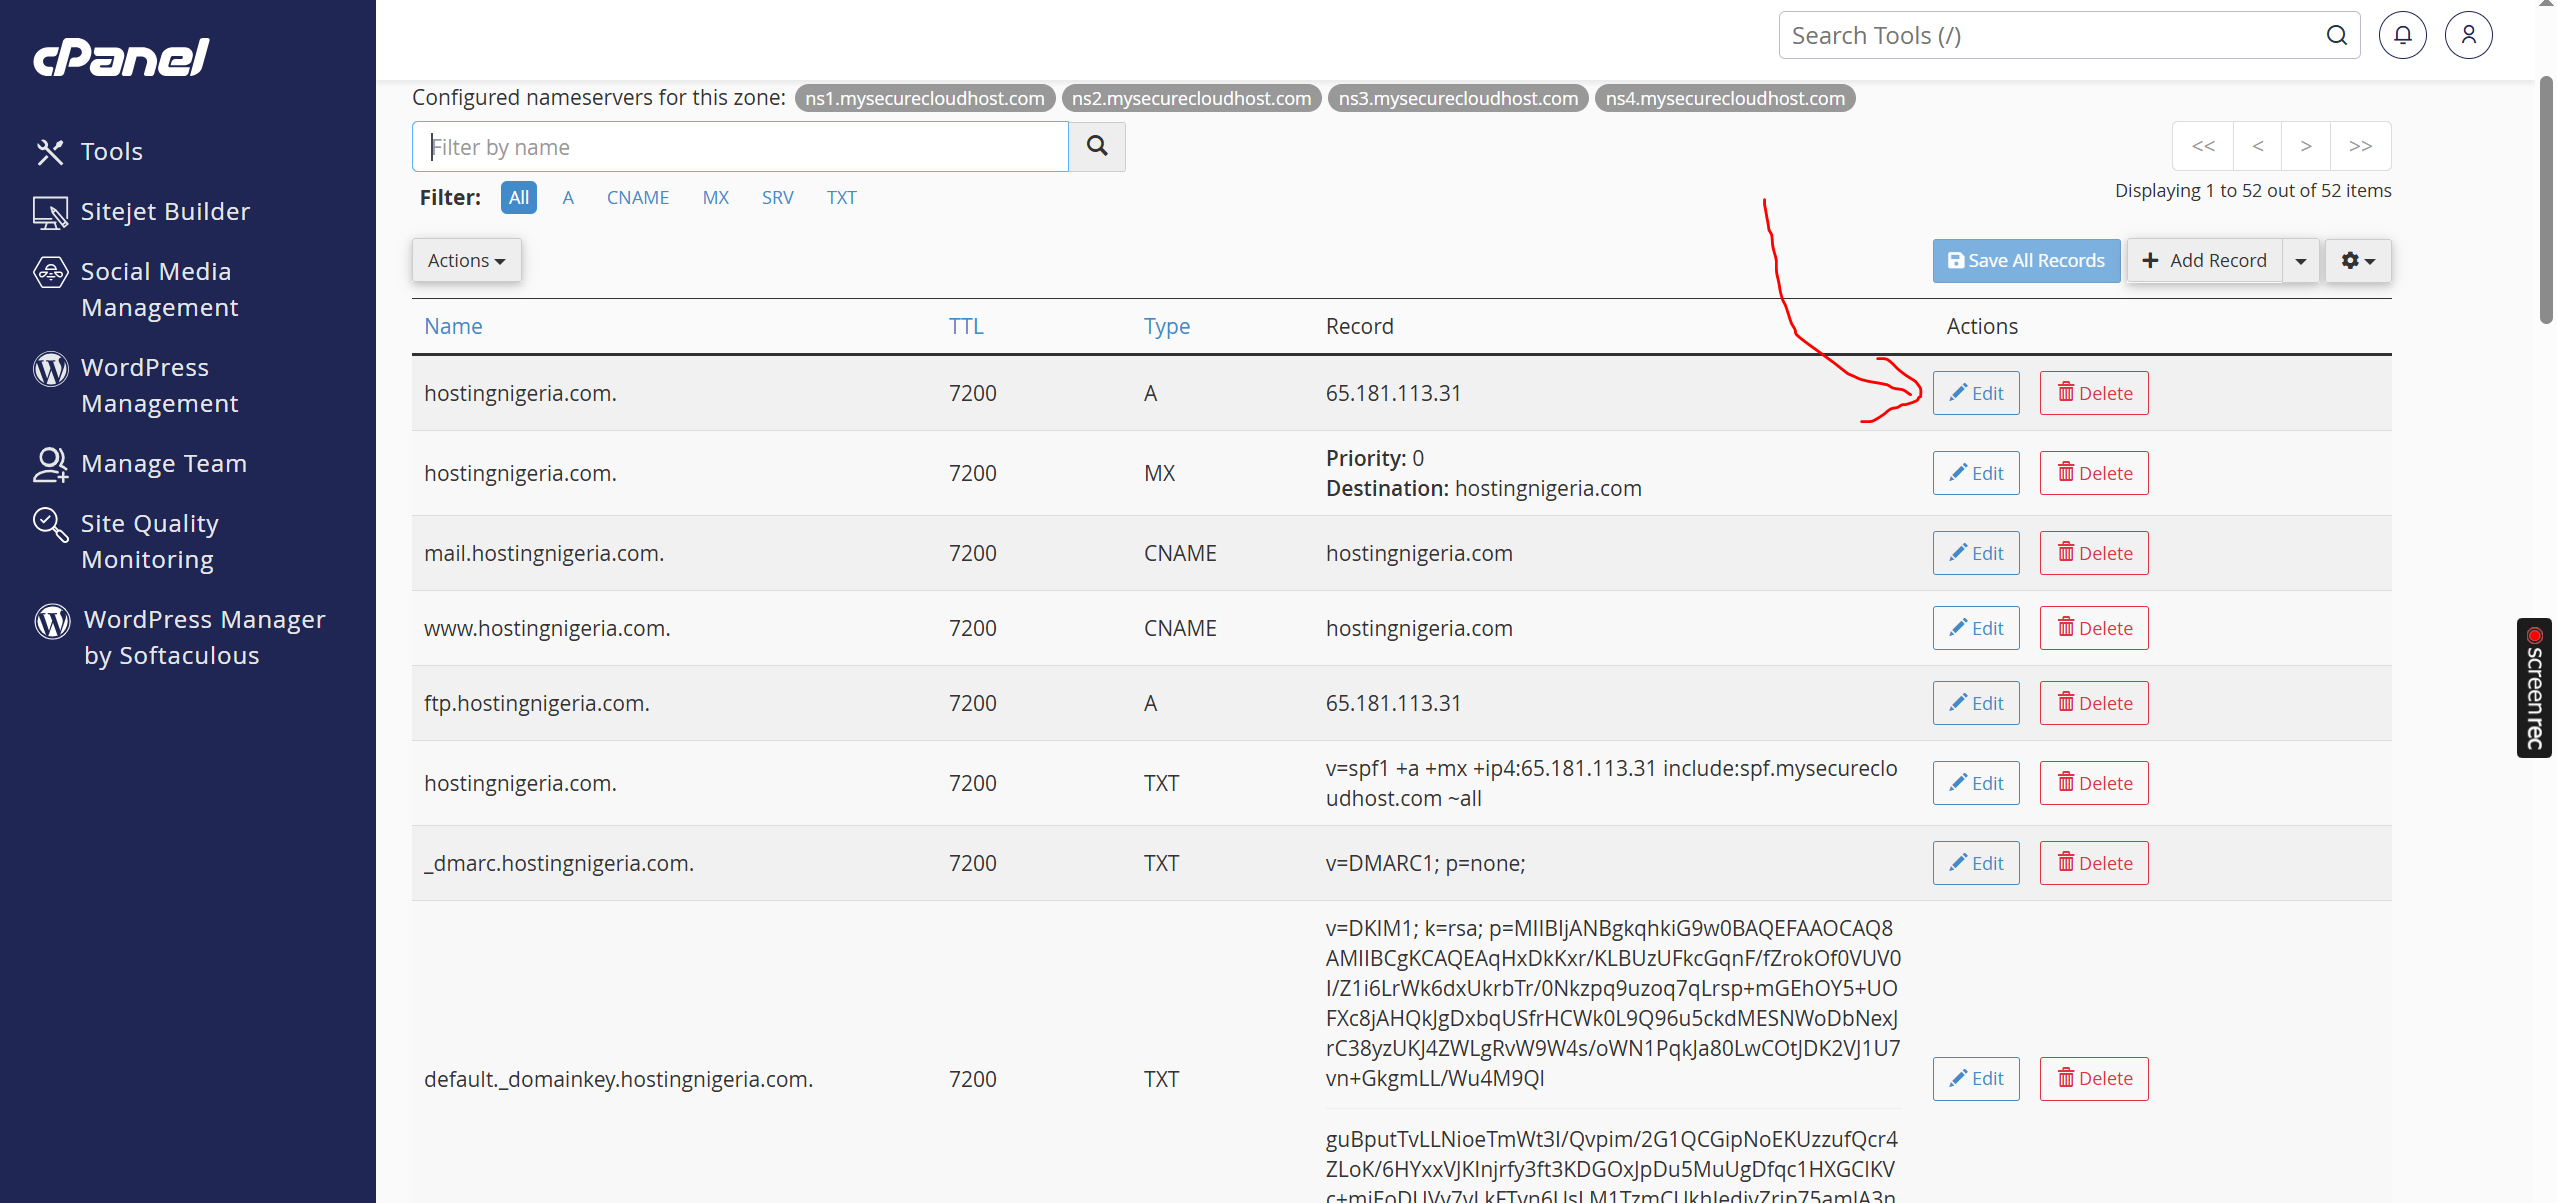 cPanel
Search Tools (/)
Tools
Sitejet Builder
Social Media
Management
WordPress
Management
Manage Team
Site Quality
Monitoring
WordPress Manager
by Softaculous
Configured nameservers for this zone: ns1.mysecurecloudhost.com ns2.mysecurecloudhost.com ns3.mysecurecloudhost.com ns4.mysecurecloudhost.com
Filter by name
<< < > >>
Filter: All A CNAME MX SRV TXT
Displaying 1 to 52 out of 52 items
Actions
Save All Records + Add Record
Name TTL Type Record Actions
hostingnigeria.com. 7200 A 65.181.113.31 Edit Delete
hostingnigeria.com. 7200 MX Priority: 0
Destination: hostingnigeria.com Edit Delete
mail.hostingnigeria.com. 7200 CNAME hostingnigeria.com Edit Delete
www.hostingnigeria.com. 7200 CNAME hostingnigeria.com Edit Delete
ftp.hostingnigeria.com. 7200 A 65.181.113.31 Edit Delete
hostingnigeria.com. 7200 TXT v=spf1 +a +mx +ip4:65.181.113.31 include:spf.mysecureclo
udhost.com ~all Edit Delete
_dmarc.hostingnigeria.com. 7200 TXT v=DMARC1; p=none; Edit Delete
default._domainkey.hostingnigeria.com. 7200 TXT v=DKIM1; k=rsa; p=MIIBIjANBgkqhkiG9w0BAQEFAAOCAQ8
AMIIBCgKCAQEAqHxDkKxr/KLBUzUFkcGqnF/fZrokOf0VUV0
I/Z1i6LrWk6dxUkrbTr/0Nkzpq9uzoq7qLrsp+mGEhOY5+UO
FXc8jAHQkJgDxbqUSfrHCWk0L9Q96u5ckdMESNWoDbNexJ
rC38yzUKJ4ZWLgRvW9W4s/oWN1PqkJa80LwCOtJDK2VJ1U7
vn+GkgmLL/Wu4M9QI Edit Delete
guBputTvLLNioeTmWt3I/Qvpim/2G1QCGipNoEKUzzufQcr4
ZLoK/6HYxxVJKInjrfy3ft3KDGOxJpDu5MuUgDfqc1HXGCIKV
screenrec